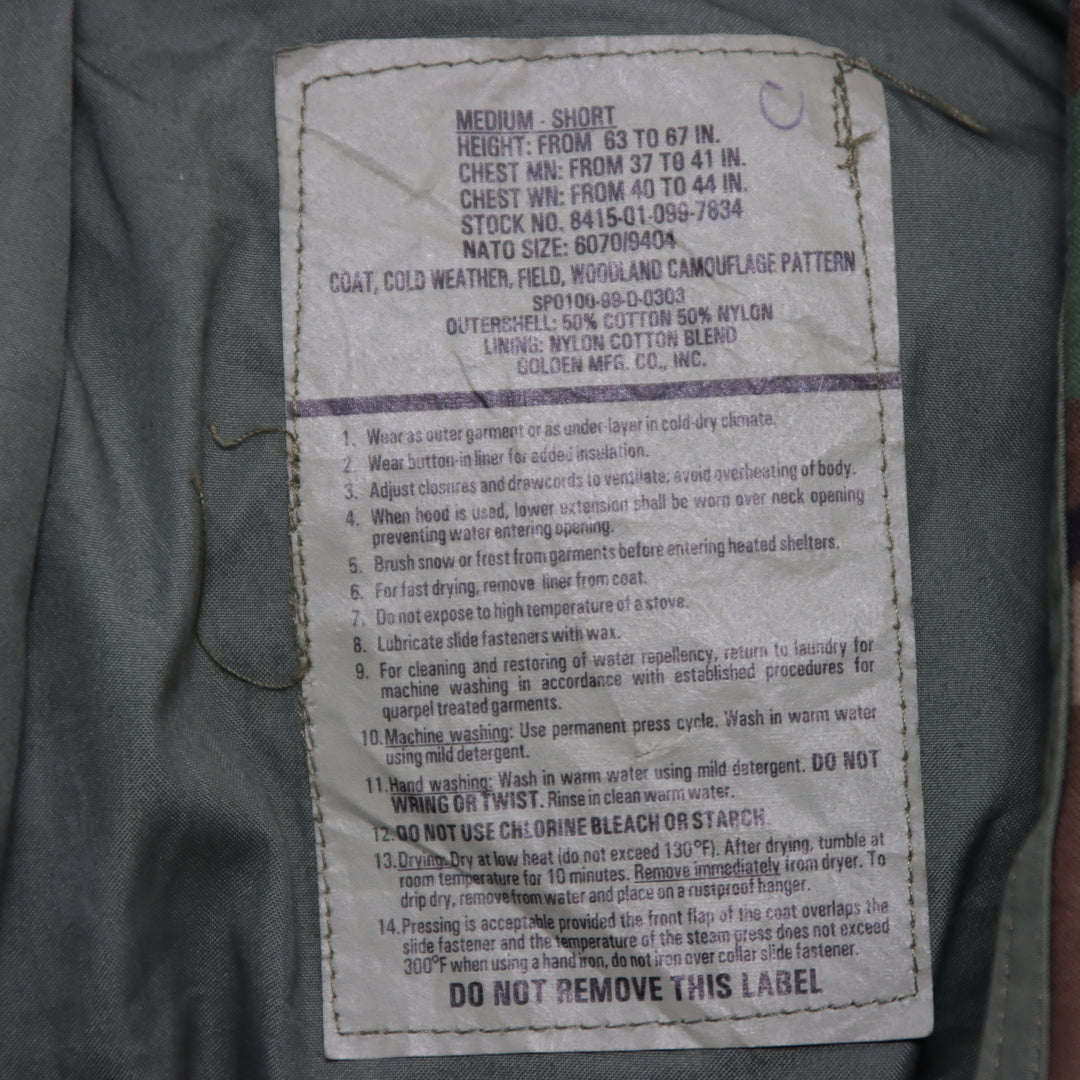 MEDIUM - SHORT
HEIGHT: FROM 63 TO 67 IN.
CHEST MN: FROM 37 TO 41 IN.
CHEST WN: FROM 40 TO 44 IN.
STOCK NO. 8415-01-099-7834
NATO SIZE: 6070/9404
COAT, COLD WEATHER, FIELD, WOODLAND CAMOUFLAGE PATTERN
SPO100-98-D-0303
OUTERSHELL: 50% COTTON 50% NYLON
LINING: NYLON COTTON BLEND
GOLDEN MFG. CO., INC.
1. Wear as outer garment or as under-layer in cold-dry climate.
2. Wear button-in liner for added insulation.
3. Adjust closures and drawcords to ventilate; avoid overheating of body.
4. When hood is used, lower extension shall be worn over neck opening
preventing water entering opening.
5. Brush snow or frost from garments before entering heated shelters.
6. For fast drying, remove liner from coat.
7. Do not expose to high temperature of a stove.
8. Lubricate slide fasteners with wax.
9. For cleaning and restoring of water repellency, return to laundry for
machine washing in accordance with established procedures for
quarpel treated garments.
10. Machine washing: Use permanent press cycle. Wash in warm water
using mild detergent.
11. Hand washing: Wash in warm water using mild detergent. DO NOT
WRING OR TWIST. Rinse in clean warm water.
12. DO NOT USE CHLORINE BLEACH OR STARCH.
13. Drying: Dry at low heat (do not exceed 130°F). After drying, tumble at
room temperature for 10 minutes. Remove immediately from dryer. To
drip dry, remove from water and place on a rustproof hanger.
14. Pressing is acceptable provided the front flap of the coat overlaps the
slide fastener and the temperature of the steam press does not exceed
300°F when using a hand iron, do not iron over collar slide fastener.
DO NOT REMOVE THIS LABEL